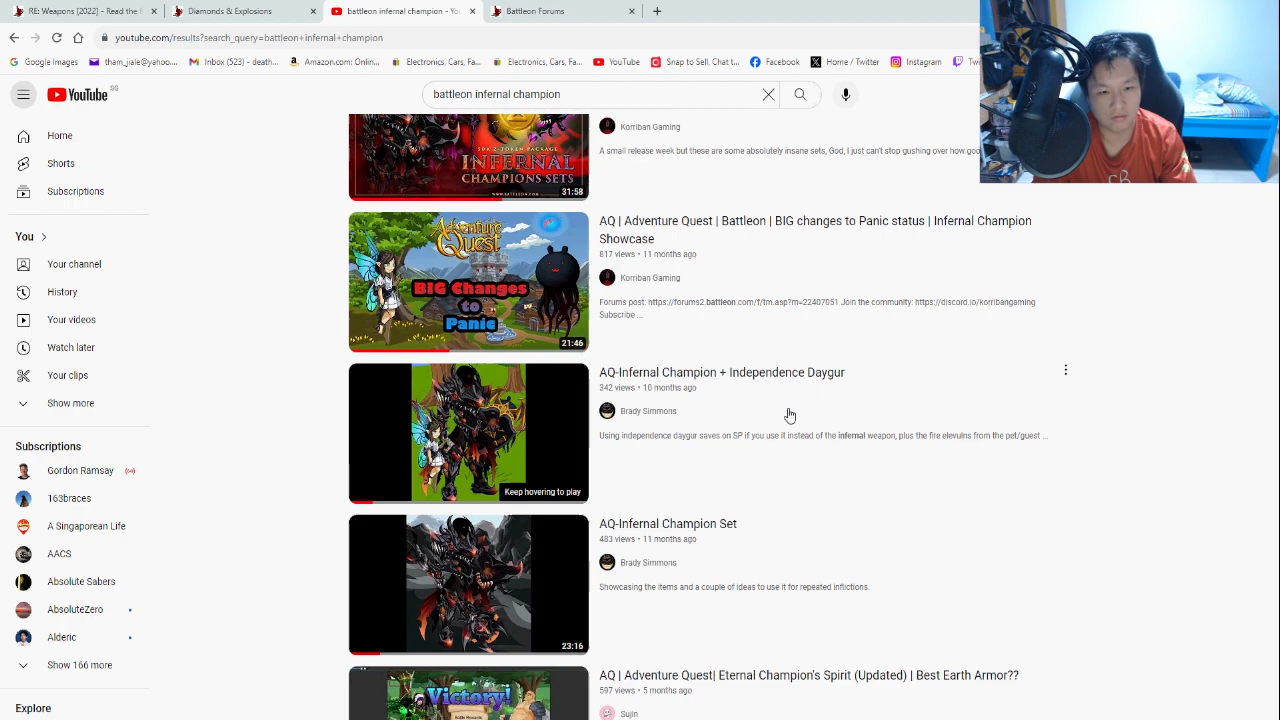 RE: Weapons [2022] - Read the
Diamonds & Explosions
battleon infernal champion - Yo
Battleon Forums
youtube.com/results?search_query=battleon+infernal+champion
Google Images
tham_jiale@yahoo...
Inbox (523) - death...
Amazon.com: Onlin...
Electronics, Cars, Fa...
Electronics, Cars, Fa...
YouTube
Snap to Sell, Chat t...
Facebook
Home / Twitter
Instagram
YouTube SG
battleon infernal champion
Home
Shorts
Subscriptions
You
Your channel
History
Your videos
Watch later
Your clips
Show more
Subscriptions
Gordon Ramsay
163braces
A Singaporean Life
AACS
Absolute Sabers
AbsoluteZero
Alderic
Show 166 more
Explore
Z-TOKEN PACKAGE
INFERNAL
CHAMPIONS SETS
WWW.BATTLEON.COM
31:58
Korriban Gaming
A small release week but these are some absolutely insane sets, God, I just can't stop gushing over how
Adventure
Quest
BIG Changes
to
Panic
21:46
AQ | Adventure Quest | Battleon | BIG changes to Panic status | Infernal Champion
Showcase
817 views • 11 months ago
Korriban Gaming
Forums post: https://forums2.battleon.com/f/tm.asp?m=22407051 Join the community: https://discord.io/korribangaming
Subscribe ...
Keep hovering to play
AQ-Infernal Champion + Independence Daygur
342 views • 10 months ago
Brady Simmons
Using independence daygur saves on SP if you use it instead of the infernal weapon, plus the fire elevulns from the pet/guest ...
23:16
AQ-Infernal Champion Set
483 views • 11 months ago
Brady Simmons
Showcasing the items and a couple of ideas to use it for repeated inflictions.
Victory!
AQ | Adventure Quest| Eternal Champion's Spirit (Updated) | Best Earth Armor??
597 views • 5 months ago
Sujin